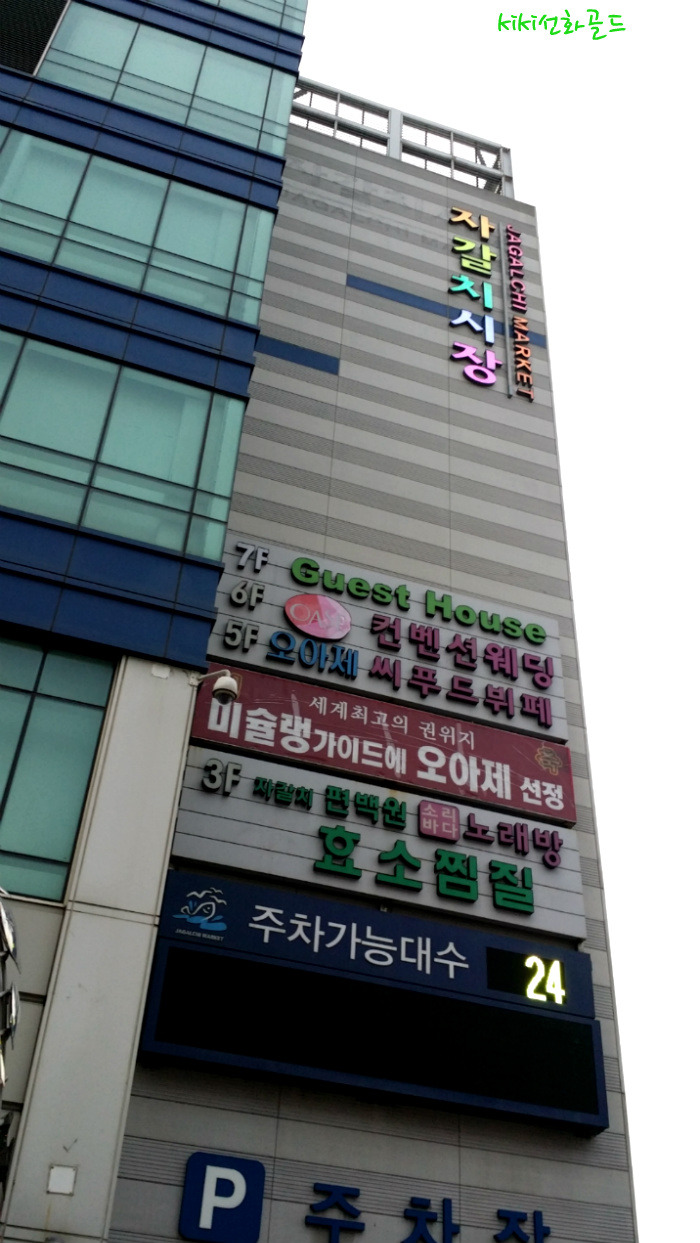 kiki선화골드
자갈치시장
JAGALCHI MARKET
7F Guest House
6F OASE 컨벤션웨딩
5F 오아제 씨푸드뷔페
세계최고의 권위지
미슐랭가이드에 오아제 선정
3F 자갈치 편백원 소리바다 노래방
효소찜질
JAGALCHI MARKET
주차가능대수 24
P 주차장